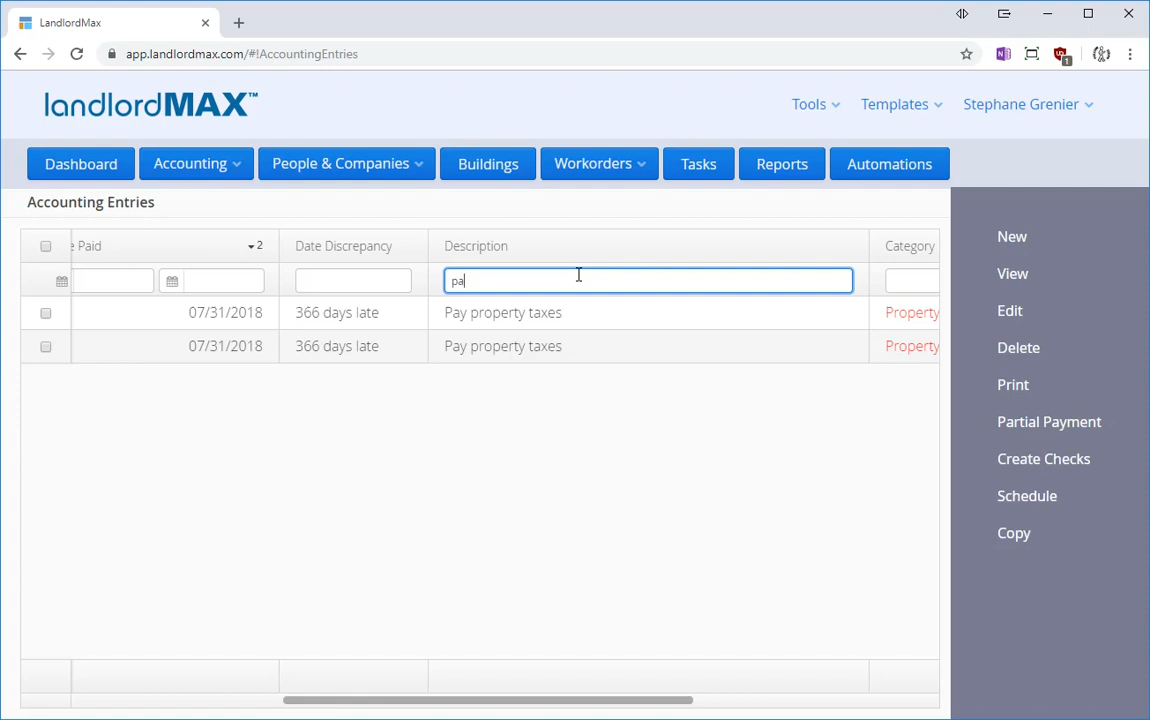 LandlordMax
app.landlordmax.com/#!AccountingEntries
1
landlordMAX™
Tools Templates Stephane Grenier
Dashboard Accounting People & Companies Buildings Workorders Tasks Reports Automations
Accounting Entries
e Paid 2 Date Discrepancy Description Category
pa
07/31/2018 366 days late Pay property taxes Property
07/31/2018 366 days late Pay property taxes Property
New
View
Edit
Delete
Print
Partial Payment
Create Checks
Schedule
Copy